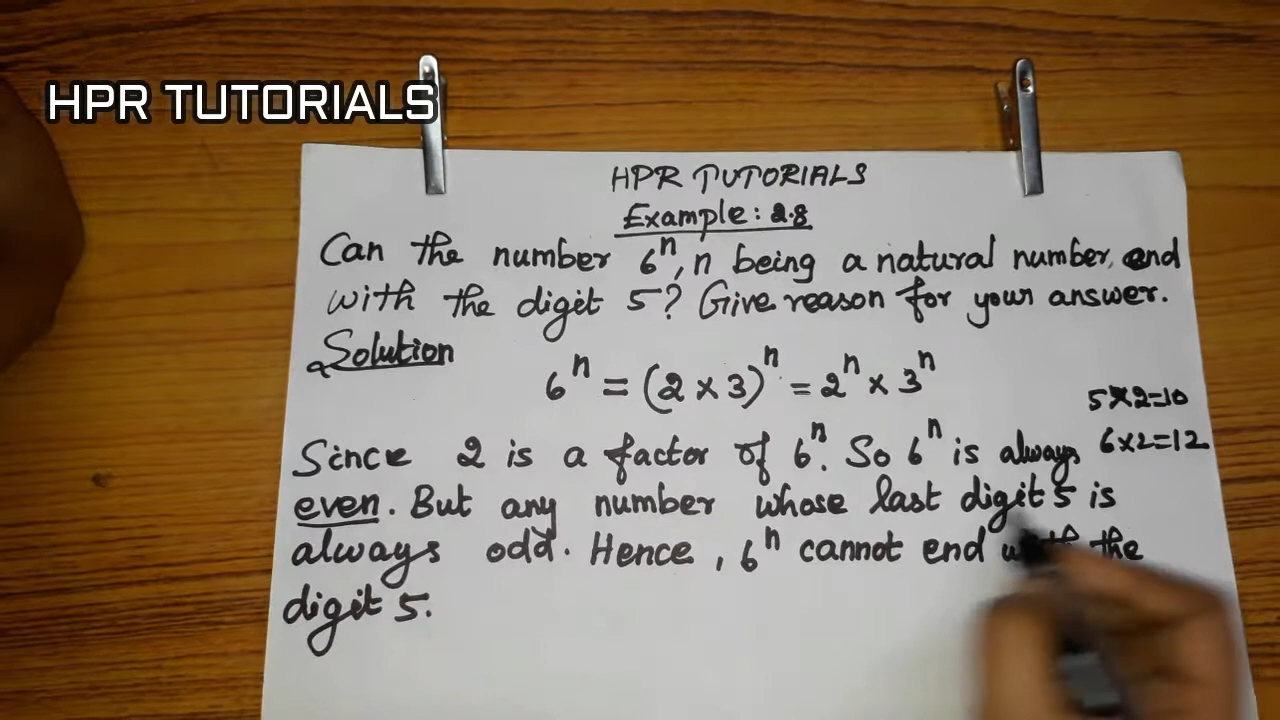 HPR TUTORIALS
HPR TUTORIALS
Example: 2.8
Can the number 6ⁿ, n being a natural number, end
with the digit 5? Give reason for your answer.
Solution
6ⁿ = (2 × 3)ⁿ = 2ⁿ × 3ⁿ
5×2=10
6×2=12
Since 2 is a factor of 6ⁿ. So 6ⁿ is always
even. But any number whose last digit 5 is
always odd. Hence, 6ⁿ cannot end with the
digit 5.